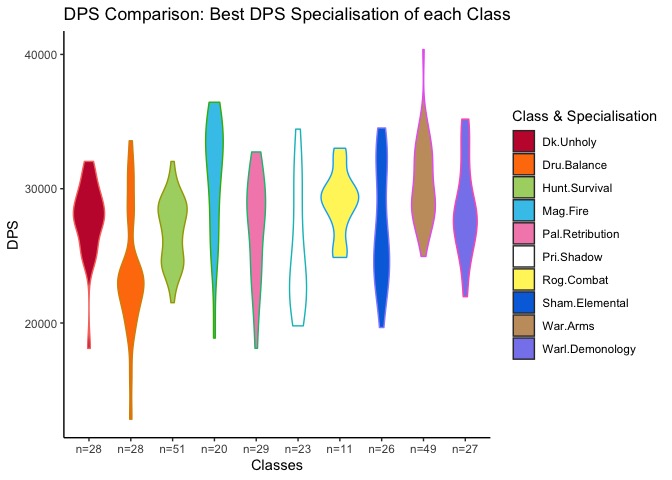 DPS Comparison: Best DPS Specialisation of each Class
40000
30000
20000
DPS
n=28 n=28 n=51 n=20 n=29 n=23 n=11 n=26 n=49 n=27
Classes
Class & Specialisation
Dk.Unholy
Dru.Balance
Hunt.Survival
Mag.Fire
Pal.Retribution
Pri.Shadow
Rog.Combat
Sham.Elemental
War.Arms
Warl.Demonology